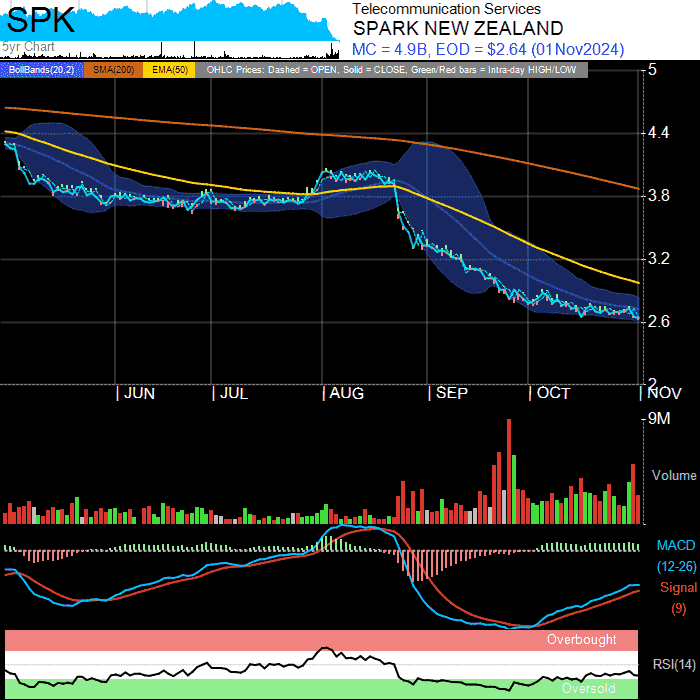 SPK
Telecommunication Services
SPARK NEW ZEALAND
5yr Chart
MC = 4.9B, EOD = $2.64 (01Nov2024)
BollBands(20,2) SMA(200) EMA(50) OHLC Prices: Dashed = OPEN, Solid = CLOSE, Green/Red bars = Intra-day HIGH/LOW
5
4.4
3.8
3.2
2.6
2
| JUN | JUL | AUG | SEP | OCT | NOV
9M
Volume
MACD
(12-26)
Signal
(9)
Overbought
RSI(14)
Oversold